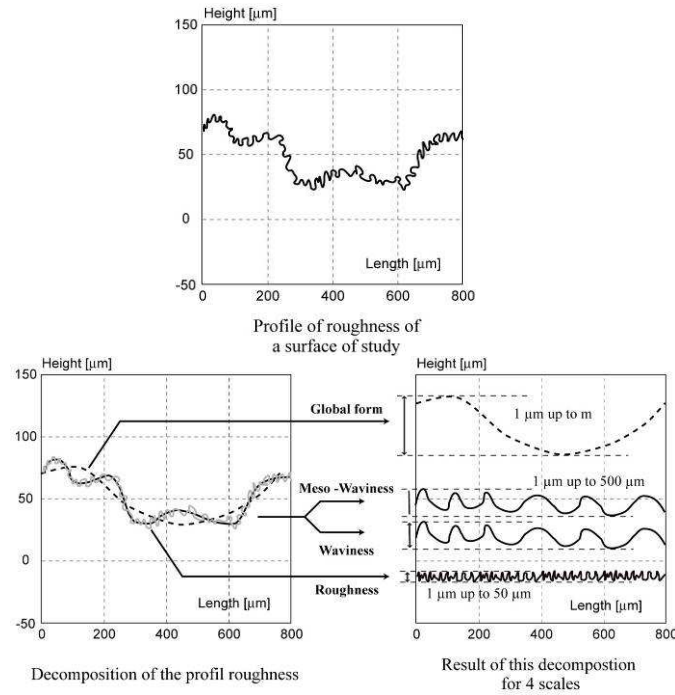 Height [µm]
150
100
50
0
-50
Length [µm]
0 200 400 600 800
Profile of roughness of
a surface of study
Height [µm]
150
100
50
0
-50
Length [µm]
0 200 400 600 800
Decomposition of the profil roughness
Global form
Meso -Waviness
Waviness
Roughness
1 µm up to m
1 µm up to 500 µm
1 µm up to 50 µm
Length [µm]
0 200 400 600 800
Result of this decompostion
for 4 scales